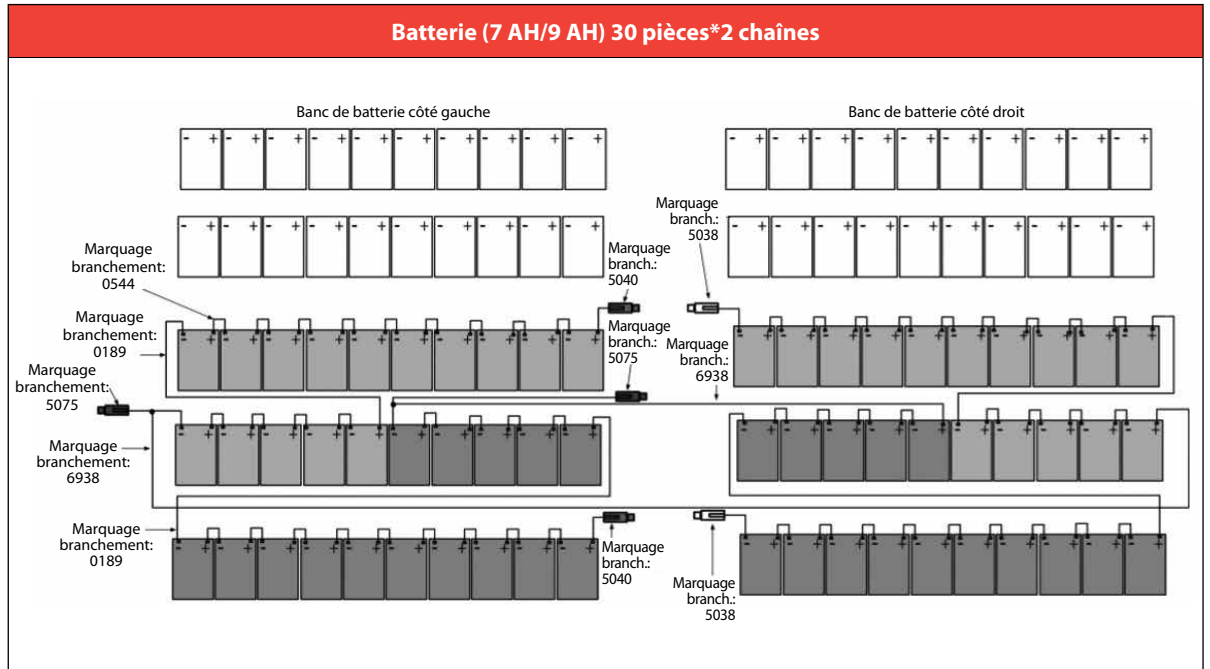 Batterie (7 AH/9 AH) 30 pièces*2 chaînes
Banc de batterie côté gauche
Banc de batterie côté droit
Marquage
branch.:
5038
Marquage
branchement:
0544
Marquage
branch.:
5040
Marquage
branchement:
0189
Marquage
branch.:
5075
Marquage
branch.:
6938
Marquage
branchement:
5075
Marquage
branchement:
6938
Marquage
branchement:
0189
Marquage
branch.:
5040
Marquage
branch.:
5038